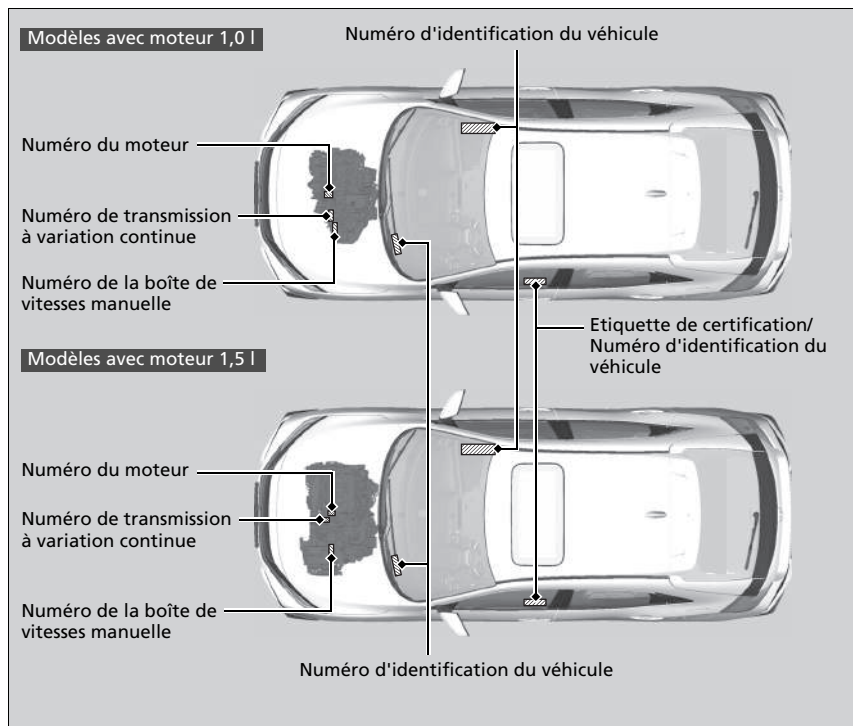 Modèles avec moteur 1,0 l
Numéro d'identification du véhicule
Numéro du moteur
Numéro de transmission
à variation continue
Numéro de la boîte de
vitesses manuelle
Etiquette de certification/
Numéro d'identification du
véhicule
Modèles avec moteur 1,5 l
Numéro du moteur
Numéro de transmission
à variation continue
Numéro de la boîte de
vitesses manuelle
Numéro d'identification du véhicule